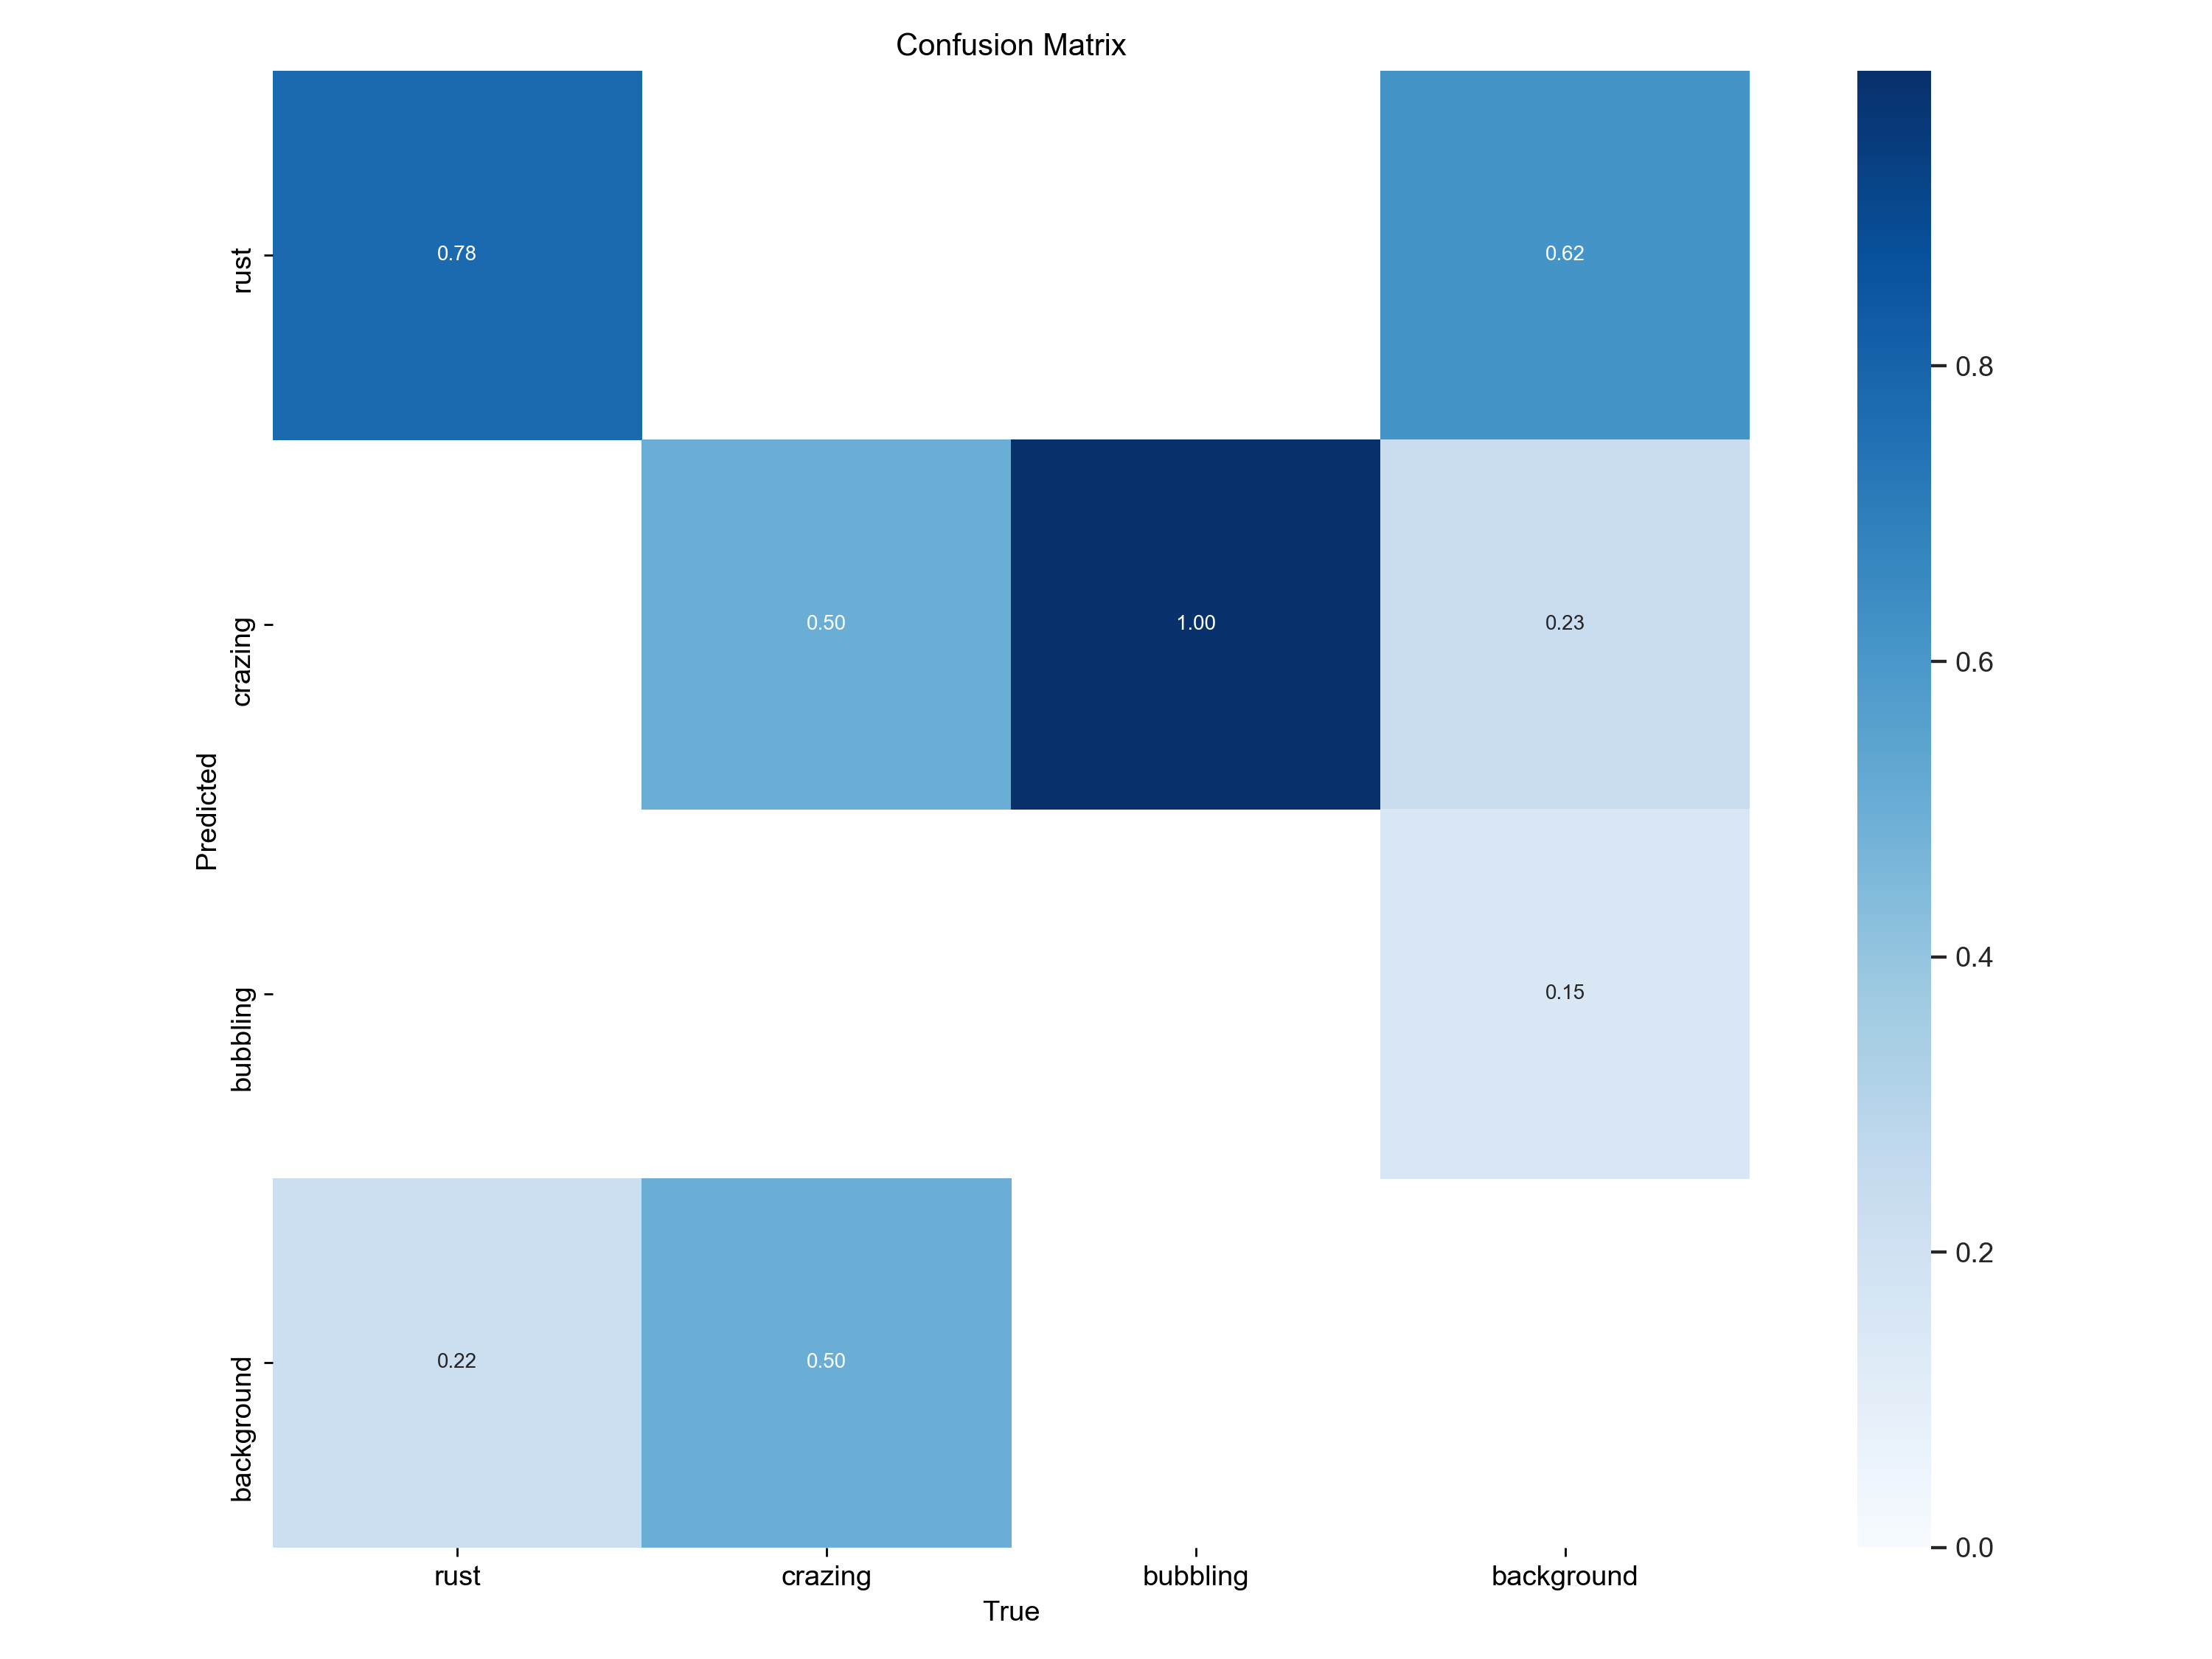 Confusion Matrix
rust
0.78
0.62
0.8
crazing
0.50
1.00
0.23
0.6
Predicted
bubbling
0.15
0.4
background
0.22
0.50
0.2
0.0
rust
crazing
bubbling
background
True